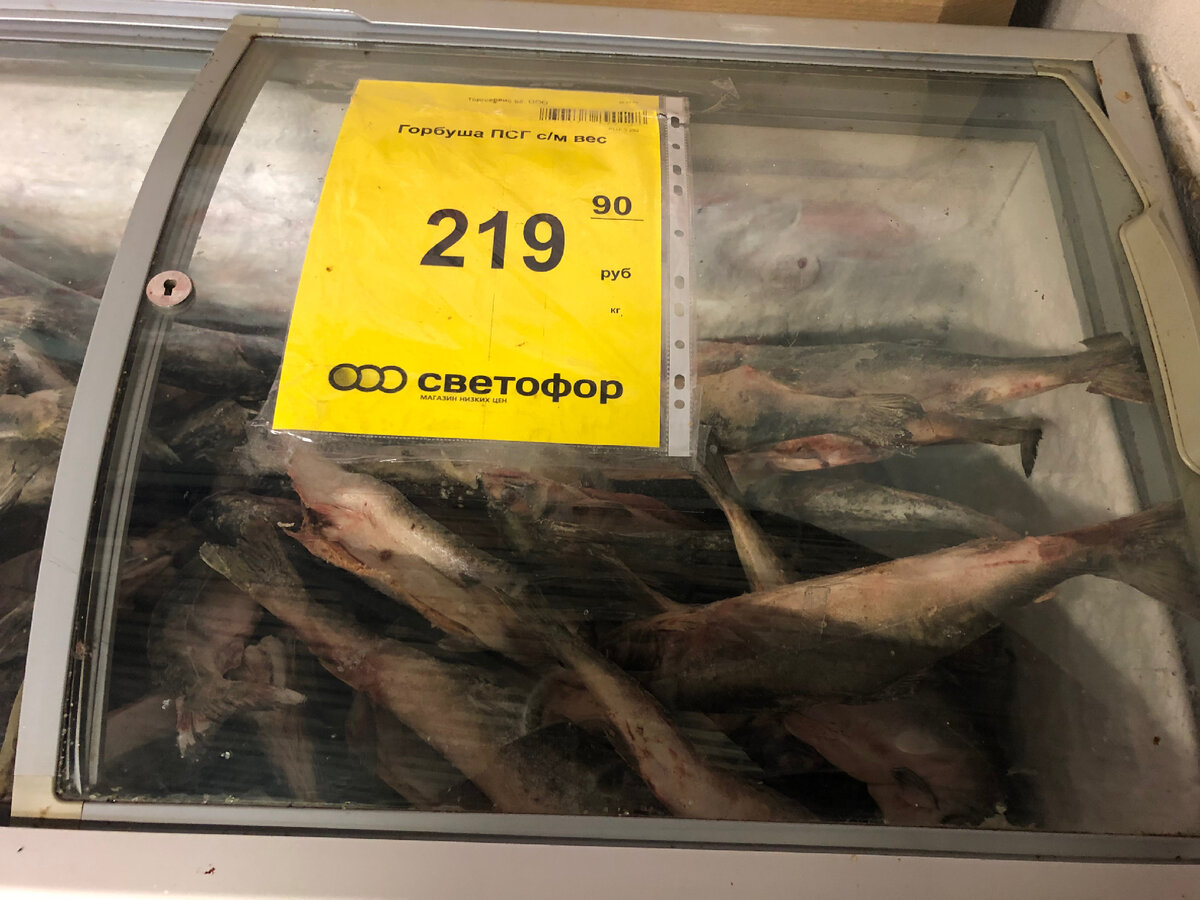 Горбуша ПСГ с/м вес
219 90
руб
кг
светофор
МАГАЗИН НИЗКИХ ЦЕН